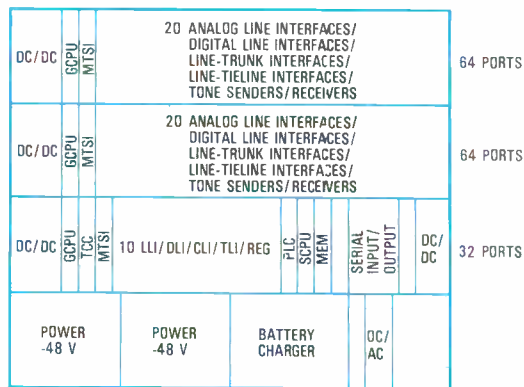 20 ANALOG LINE INTERFACES/
DIGITAL LINE INTERFACES/
LINE-TRUNK INTERFACES/
LINE-TIELINE INTERFACES/
TONE SENDERS/RECEIVERS
DC/DC
GCPU
MTSI
64 PORTS
20 ANALOG LINE INTERFACES/
DIGITAL LINE INTERFACES/
LINE-TRUNK INTERFACES/
LINE-TIELINE INTERFACES/
TONE SENDERS/RECEIVERS
DC/DC
GCPU
MTSI
64 PORTS
DC/DC
GCPU
TCC
MTSI
10 LLI/DLI/CLI/TLI/REG
PLC
SCPU
MEM
SERIAL
INPUT/
OUTPUT
DC/
DC
32 PORTS
POWER
-48 V
POWER
-48 V
BATTERY
CHARGER
DC/
AC